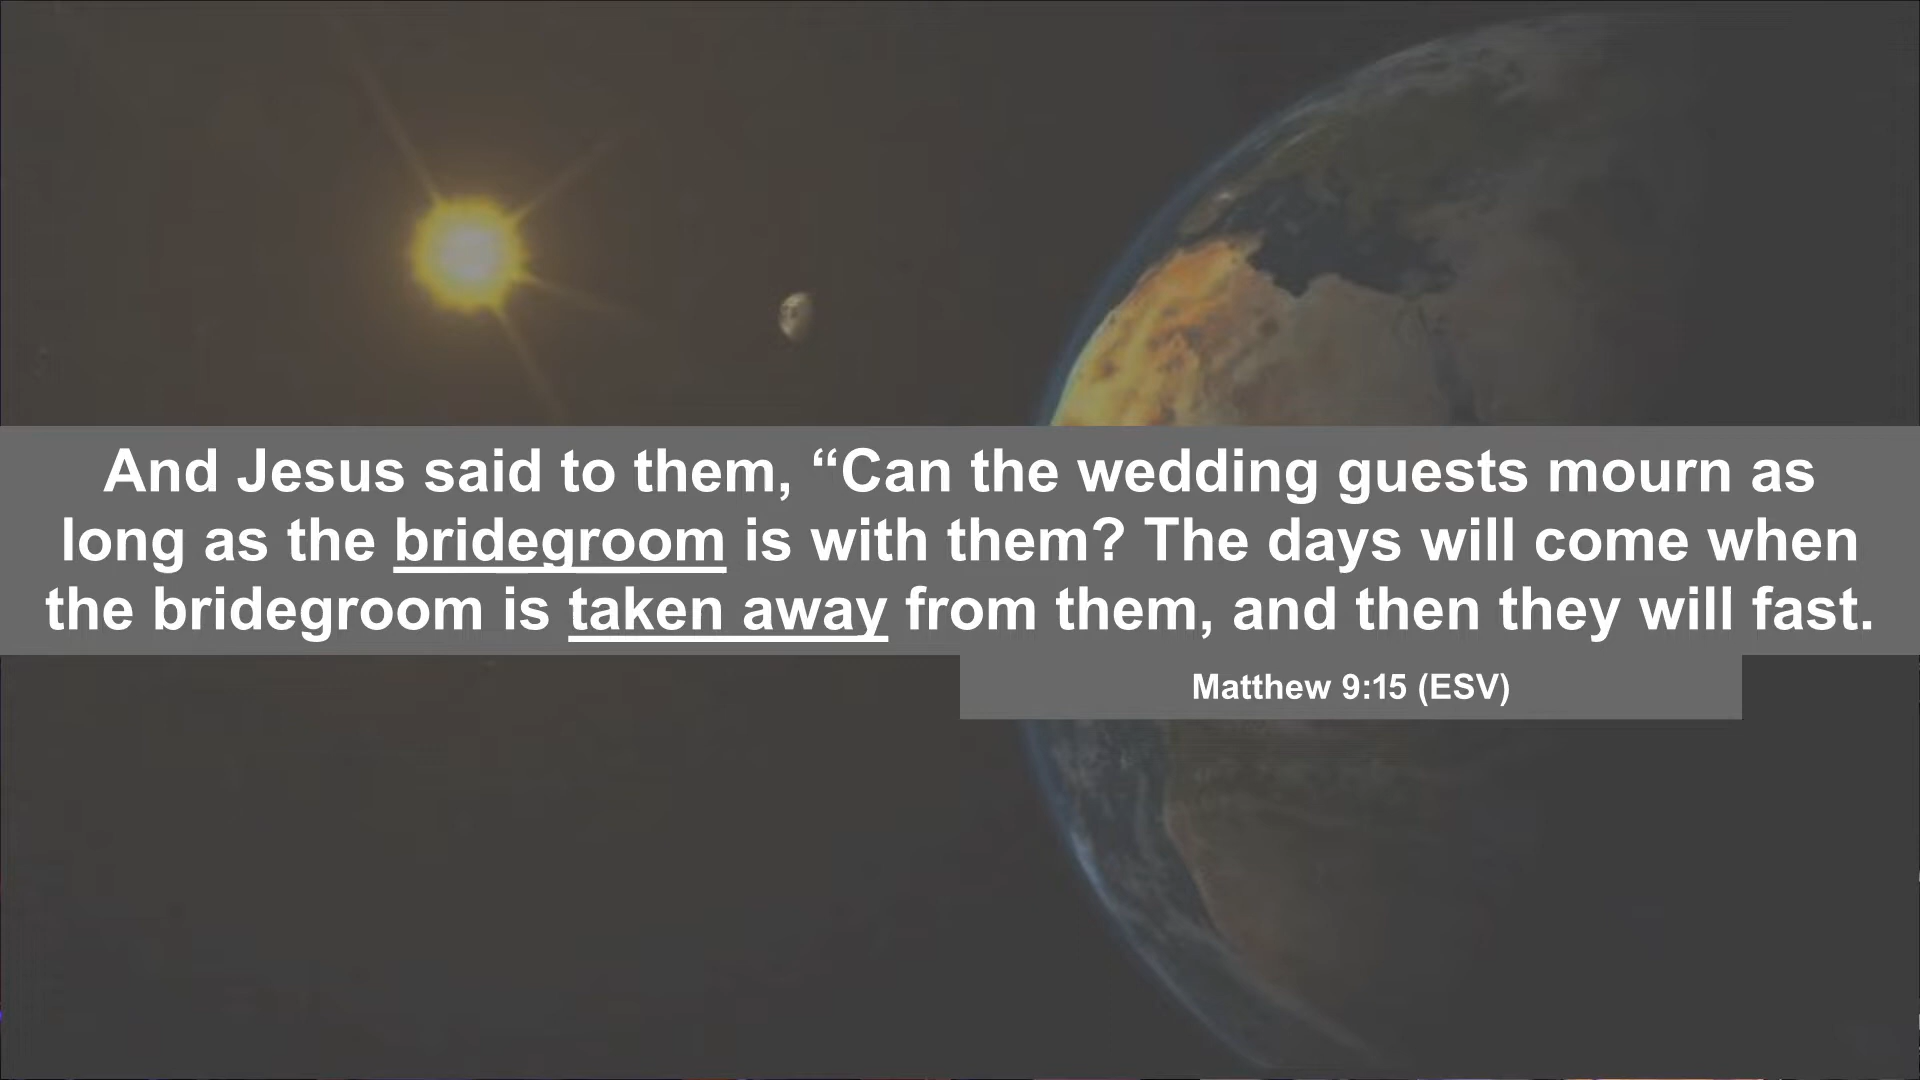 And Jesus said to them, “Can the wedding guests mourn as
long as the bridegroom is with them? The days will come when
the bridegroom is taken away from them, and then they will fast.
Matthew 9:15 (ESV)